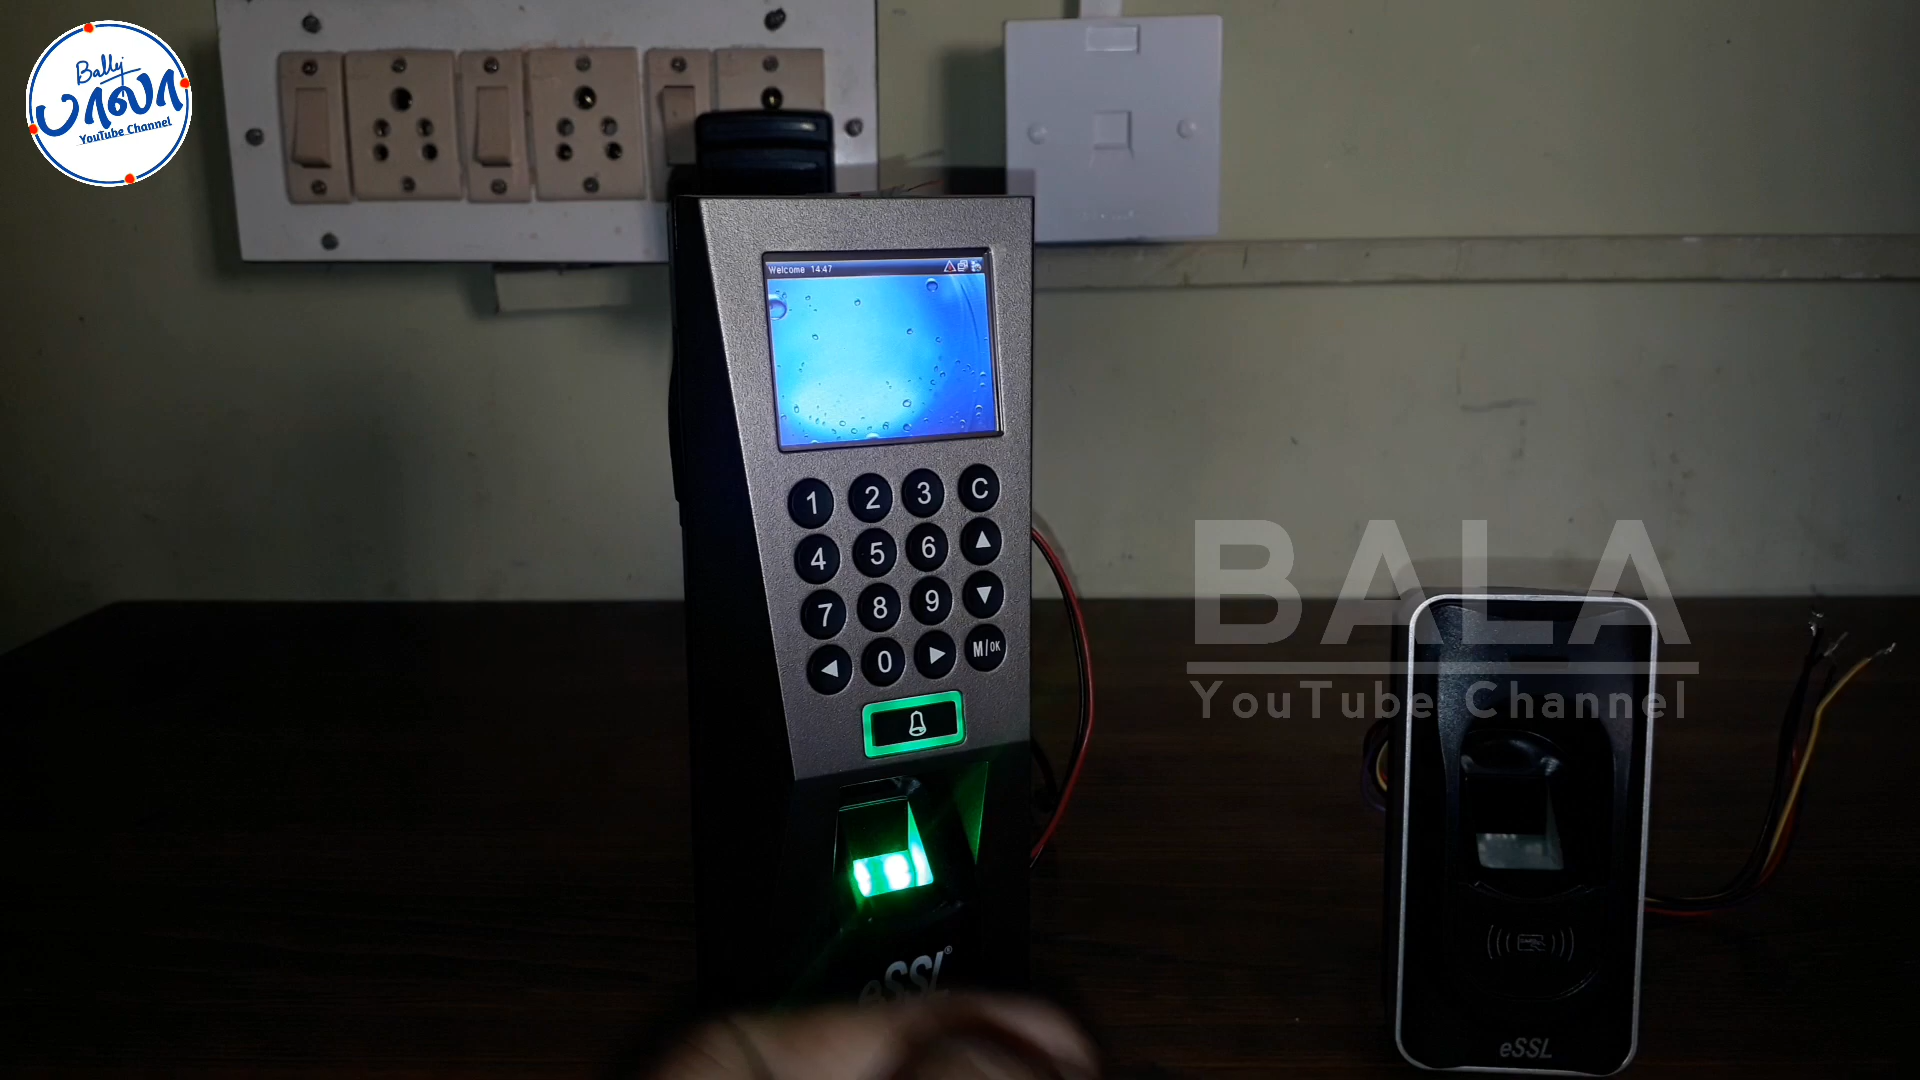 Bally
பாலா
YouTube Channel
Welcome 14:47
1 2 3 C
4 5 6 ▲
7 8 9 ▼
◀ 0 ▶ M/OK
BALA
YouTube Channel
eSSL®
eSSL